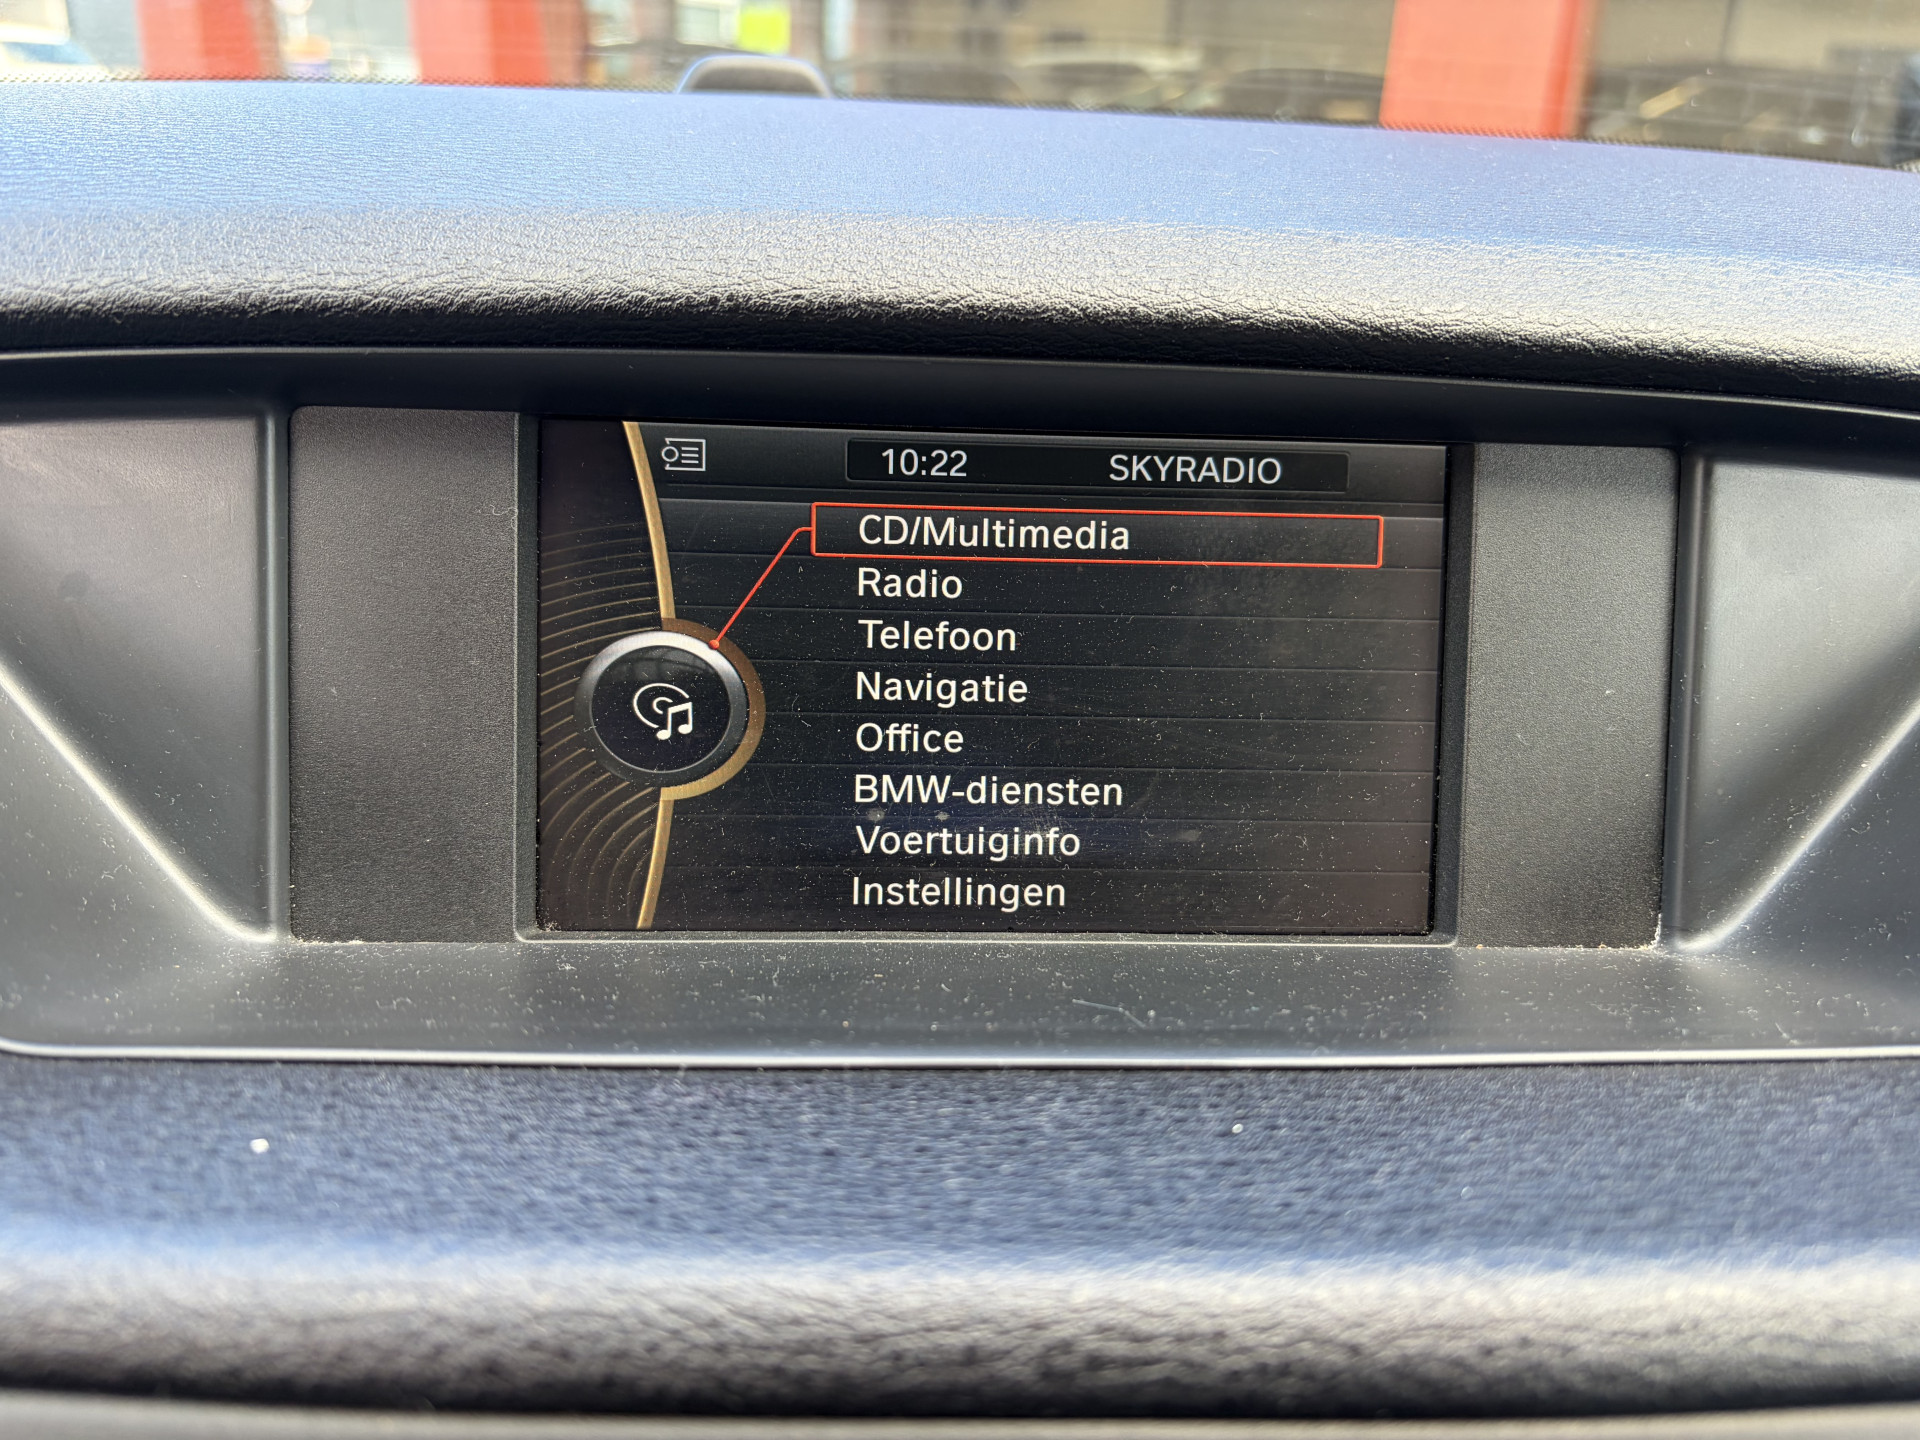 10:22 SKYRADIO
CD/Multimedia
Radio
Telefoon
Navigatie
Office
BMW-diensten
Voertuiginfo
Instellingen